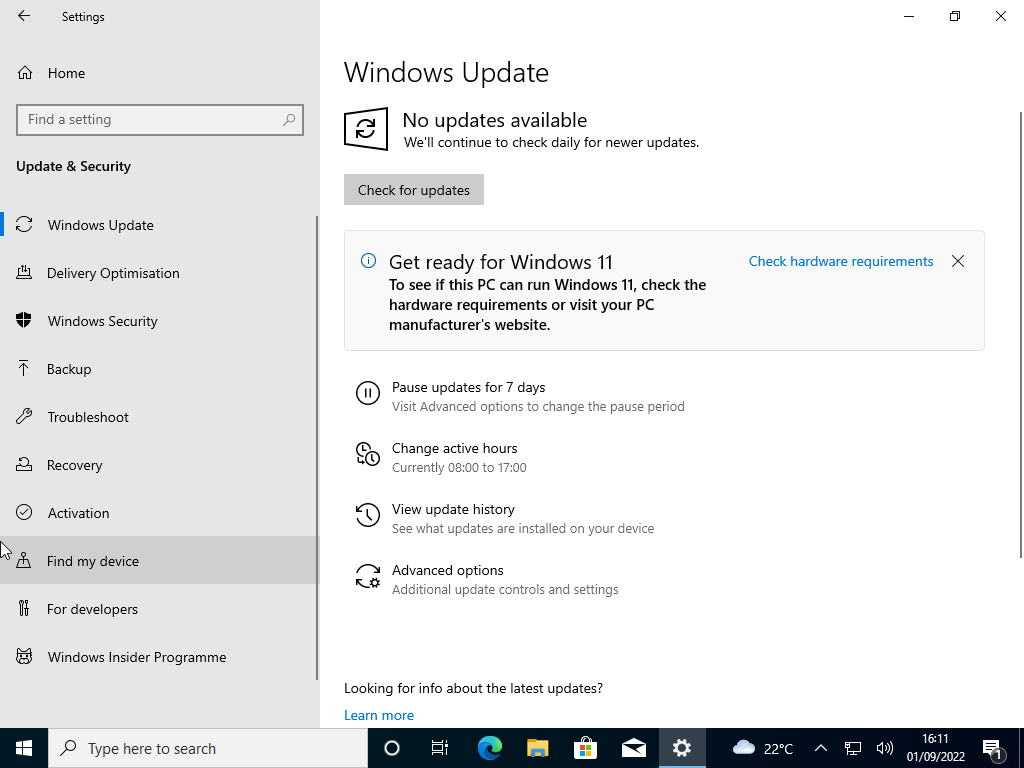 Settings
Home
Find a setting
Update & Security
Windows Update
Delivery Optimisation
Windows Security
Backup
Troubleshoot
Recovery
Activation
Find my device
For developers
Windows Insider Programme
Windows Update
No updates available
We'll continue to check daily for newer updates.
Check for updates
Get ready for Windows 11
Check hardware requirements
To see if this PC can run Windows 11, check the
hardware requirements or visit your PC
manufacturer's website.
Pause updates for 7 days
Visit Advanced options to change the pause period
Change active hours
Currently 08:00 to 17:00
View update history
See what updates are installed on your device
Advanced options
Additional update controls and settings
Looking for info about the latest updates?
Learn more
Type here to search
22°C
16:11
01/09/2022
1